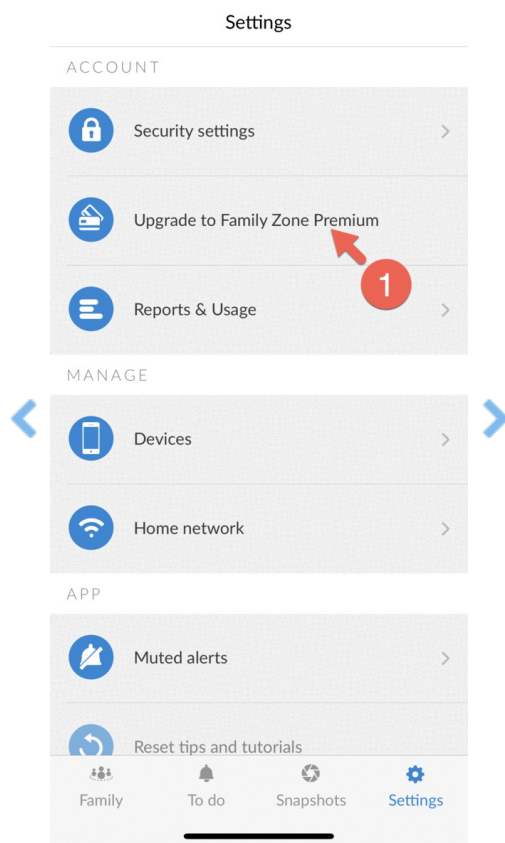 Settings
ACCOUNT
Security settings
Upgrade to Family Zone Premium
1
Reports & Usage
MANAGE
Devices
Home network
APP
Muted alerts
Reset tips and tutorials
Family To do Snapshots Settings